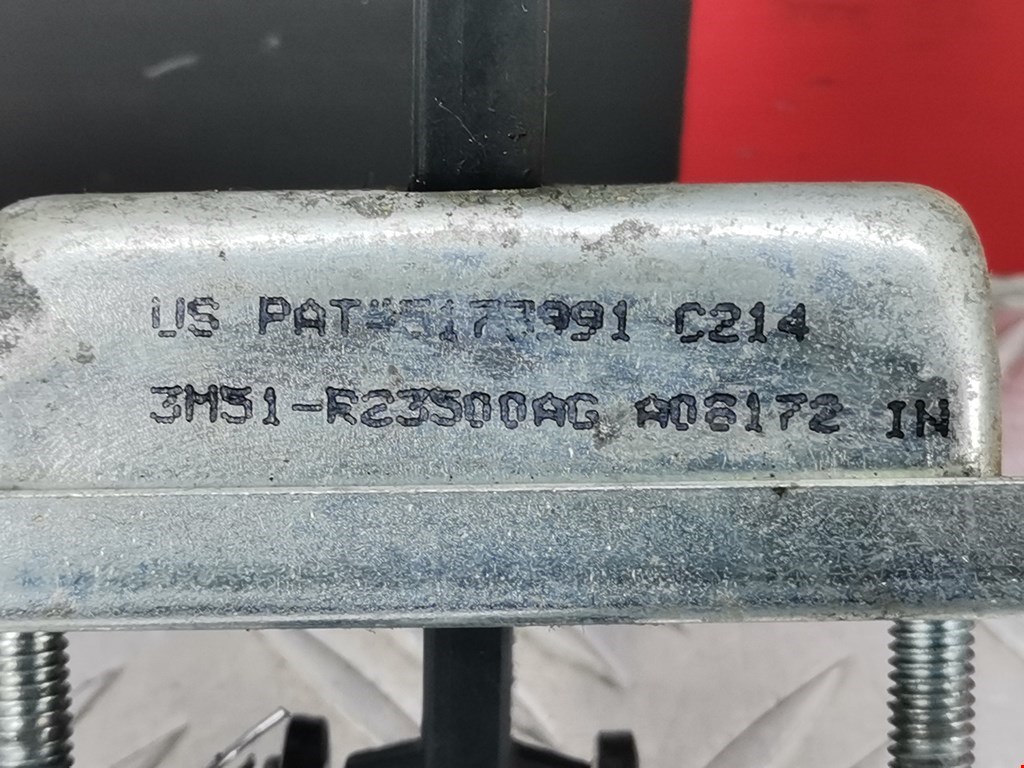 US PAT#5173991 C214
3M51-R23500AG A08172 IN